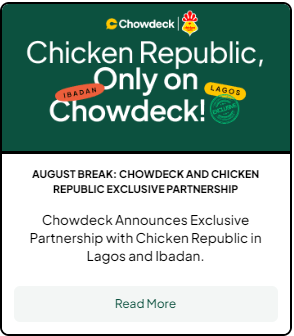 Chowdeck
Chicken Republic,
Only on
IBADAN
LAGOS
Chowdeck!
EXCLUSIVE
AUGUST BREAK: CHOWDECK AND CHICKEN
REPUBLIC EXCLUSIVE PARTNERSHIP
Chowdeck Announces Exclusive
Partnership with Chicken Republic in
Lagos and Ibadan.
Read More